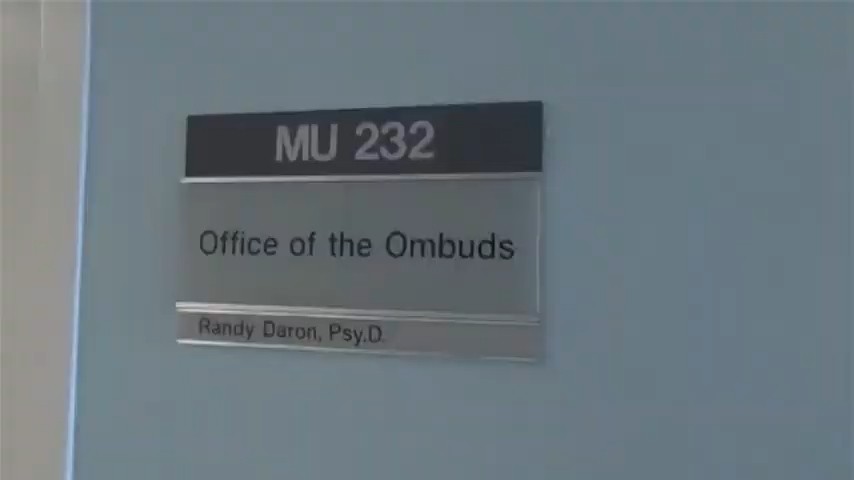 MU 232
Office of the Ombuds
Randy Daron, Psy.D.